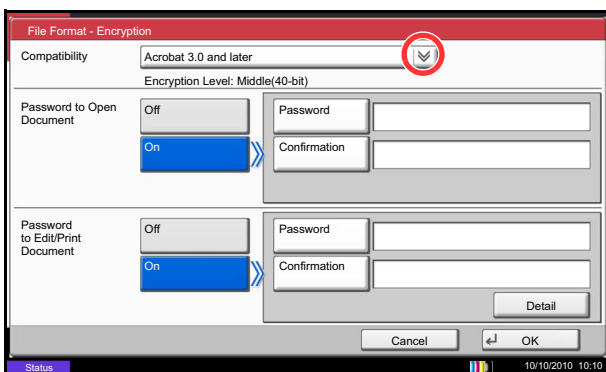 File Format - Encryption
Compatibility
Acrobat 3.0 and later
Encryption Level: Middle(40-bit)
Password to Open
Document
Off
On
Password
Confirmation
Password
to Edit/Print
Document
Off
On
Password
Confirmation
Detail
Cancel
OK
Status
10/10/2010 10:10